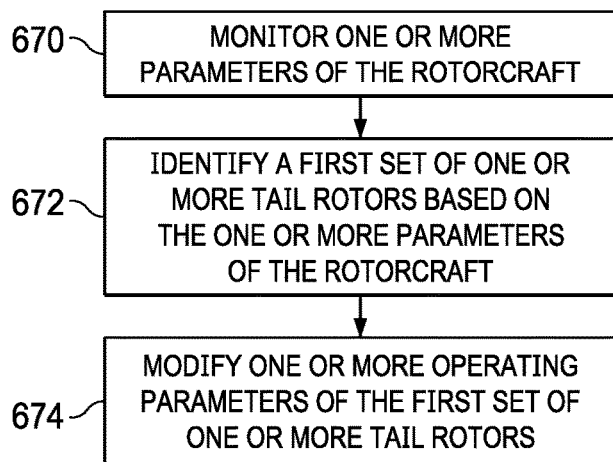 670
MONITOR ONE OR MORE
PARAMETERS OF THE ROTORCRAFT
672
IDENTIFY A FIRST SET OF ONE OR
MORE TAIL ROTORS BASED ON
THE ONE OR MORE PARAMETERS
OF THE ROTORCRAFT
674
MODIFY ONE OR MORE OPERATING
PARAMETERS OF THE FIRST SET OF
ONE OR MORE TAIL ROTORS